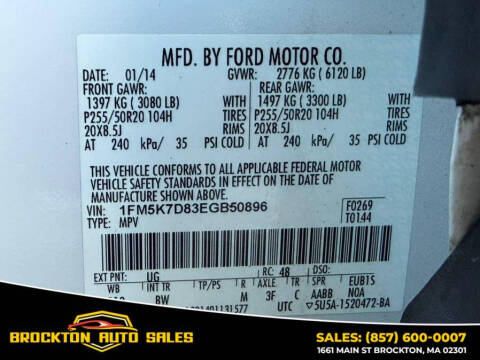 MFD. BY FORD MOTOR CO.
DATE: 01/14 GVWR: 2776 KG (6120 LB)
FRONT GAWR: REAR GAWR:
1397 KG (3080 LB) WITH 1497 KG (3300 LB) WITH
P255/50R20 104H TIRES P255/50R20 104H TIRES
20X8.5J RIMS 20X8.5J RIMS
AT 240 kPa/ 35 PSI COLD AT 240 kPa/ 35 PSI COLD
THIS VEHICLE CONFORMS TO ALL APPLICABLE FEDERAL MOTOR
VEHICLE SAFETY AND THEFT PREVENTION STANDARDS IN EFFECT ON THE
DATE OF MANUFACTURE SHOWN ABOVE.
VIN: 1FM5K7D83EGB50896 F0269
TYPE: MPV T0144
EXT PNT: UG RC: 48 DSO:
WB INT TR TP/PS R AXLE TR SPR EUB1S
BW M 3F C AABB NOA
UTC ▽5U5A-1520472-BA
BROCKTON AUTO SALES
SALES: (857) 600-0007
1661 MAIN ST BROCKTON, MA 02301